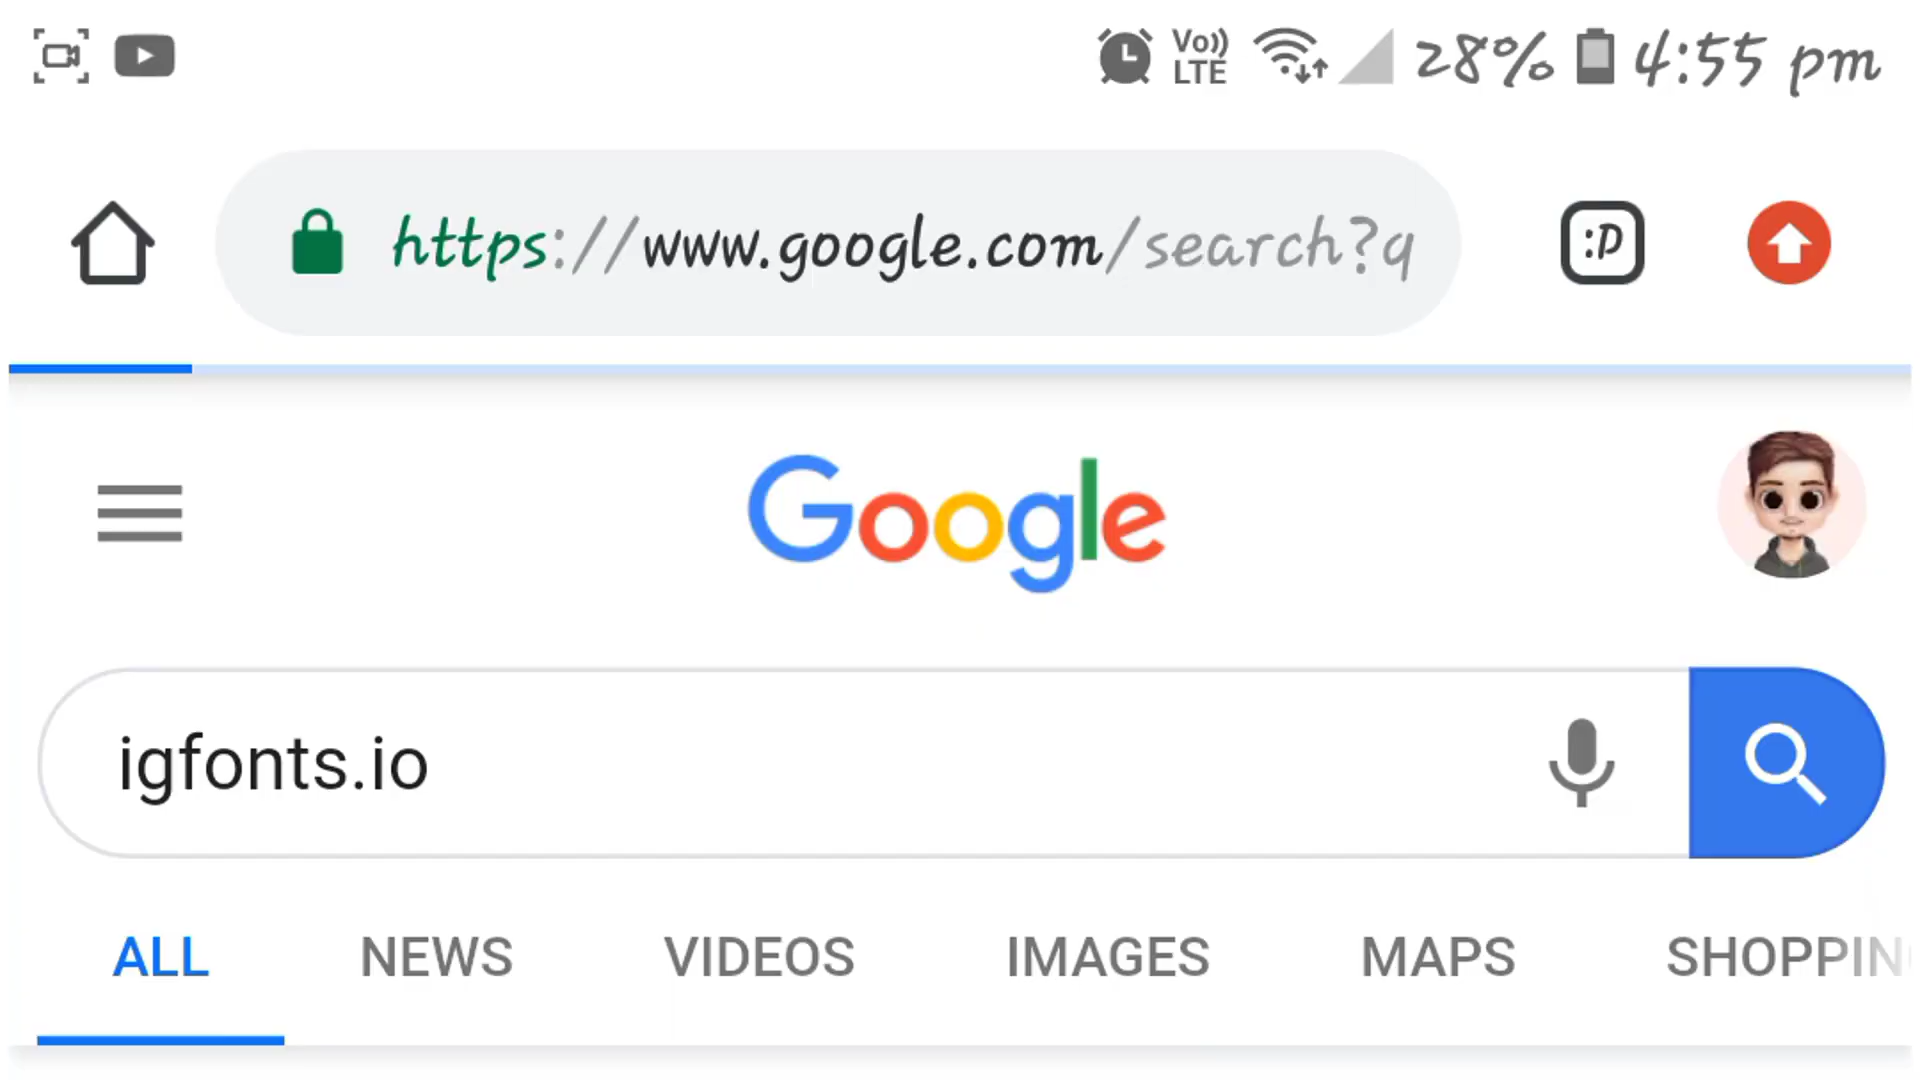 Vo)) LTE 28% 4:55 pm
https://www.google.com/search?q
:D
Google
igfonts.io
ALL NEWS VIDEOS IMAGES MAPS SHOPPIN